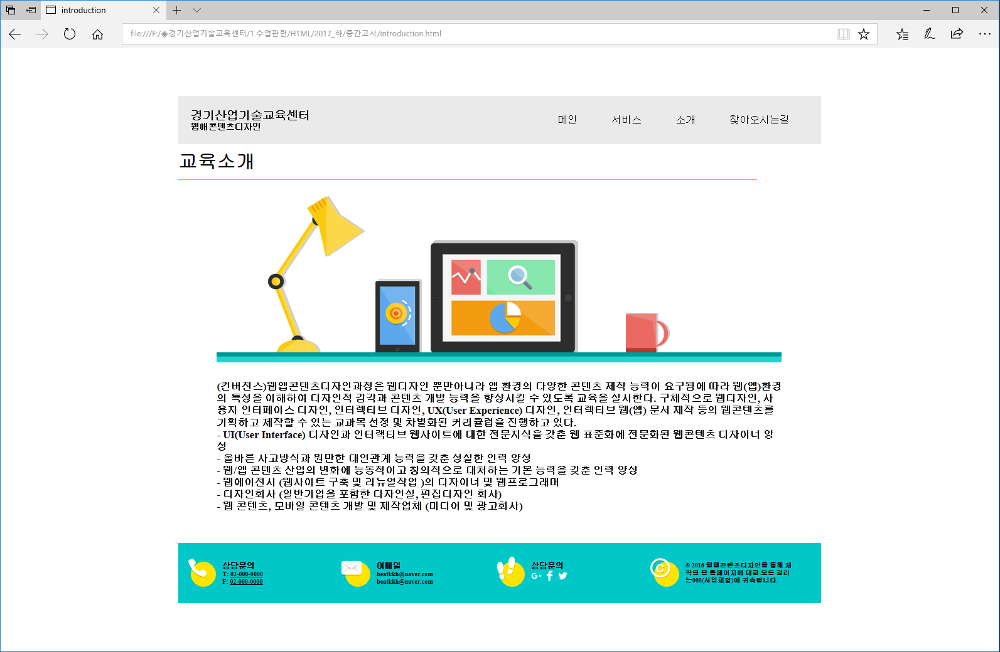 introduction
file:///F:/◈경기산업기술교육센터/1.수업관련/HTML/2017_하/중간고사/introduction.html
경기산업기술교육센터
웹애콘텐츠디자인
메인 서비스 소개 찾아오시는길
교육소개
(컨버전스)웹앱콘텐츠디자인과정은 웹디자인 뿐만아니라 앱 환경의 다양한 콘텐츠 제작 능력이 요구됨에 따라 웹(앱)환경
의 특성을 이해하여 디자인적 감각과 콘텐츠 개발 능력을 향상시킬 수 있도록 교육을 실시한다. 구체적으로 웹디자인, 사
용자 인터페이스 디자인, 인터렉티브 디자인, UX(User Experience) 디자인, 인터렉티브 웹(앱) 문서 제작 등의 웹콘텐츠를
기획하고 제작할 수 있는 교과목 선정 및 차별화된 커리큘럽을 진행하고 있다.
- UI(User Interface) 디자인과 인터랙티브 웹사이트에 대한 전문지식을 갖춘 웹 표준화에 전문화된 웹콘텐츠 디자이너 양
성
- 올바른 사고방식과 원만한 대인관계 능력을 갖춘 성실한 인력 양성
- 웹/앱 콘텐츠 산업의 변화에 능동적이고 창의적으로 대처하는 기본 능력을 갖춘 인력 양성
- 웹에이전시 (웹사이트 구축 및 리뉴얼작업 )의 디자이너 및 웹프로그래머
- 디자인회사 (일반기업을 포함한 디자인실, 편집디자인 회사)
- 웹 콘텐츠, 모바일 콘텐츠 개발 및 제작업체 (미디어 및 광고회사)
상담문의
T: 02-000-0000
F: 02-000-0000
이메일
beatkkh@naver.com
beatkkh@naver.com
상담문의
G+ f
© 2016 웹앱콘텐츠디자인을 통해 제
작된 본 홈페이지에 대한 모든 권리
는000(사업체명)에 귀속됩니다.